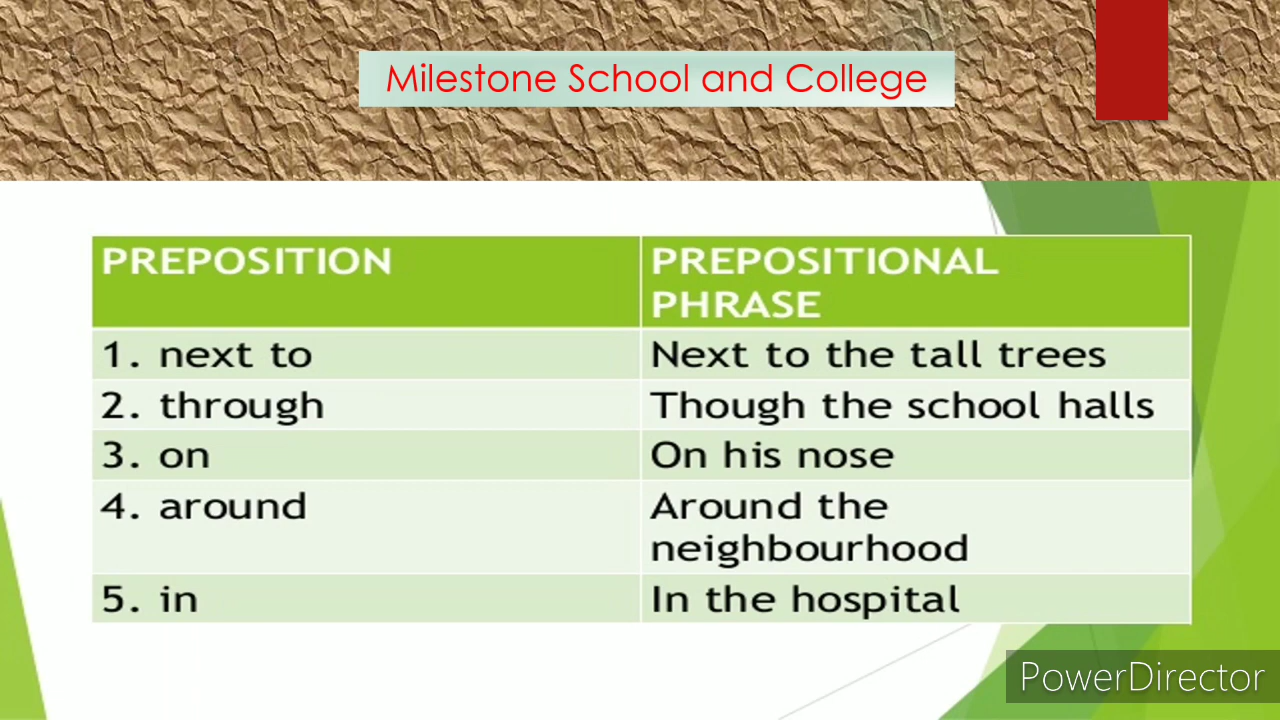 Milestone School and College
PREPOSITION
PREPOSITIONAL
PHRASE
1. next to
Next to the tall trees
2. through
Though the school halls
3. on
On his nose
4. around
Around the
neighbourhood
5. in
In the hospital
PowerDirector